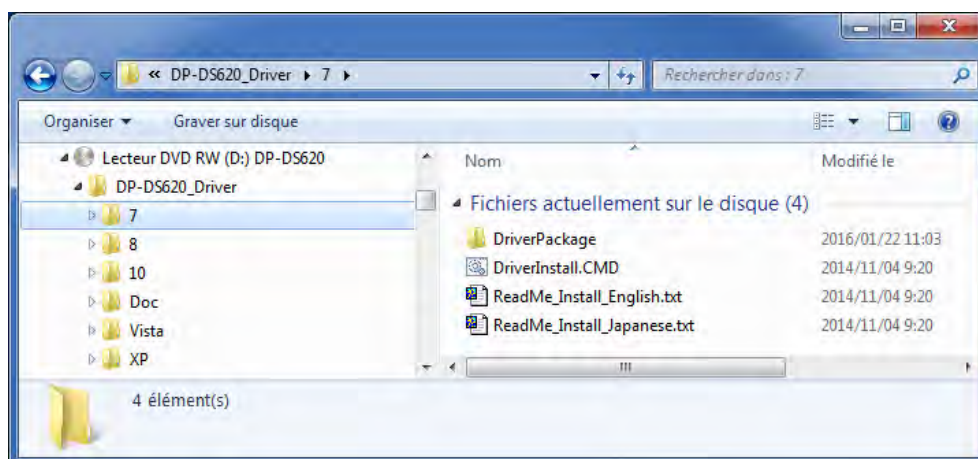 « DP-DS620_Driver ▸ 7 ▸
Rechercher dans : 7
Organiser ▾ Graver sur disque
Lecteur DVD RW (D:) DP-DS620
DP-DS620_Driver
7
8
10
Doc
Vista
XP
Nom Modifié le
Fichiers actuellement sur le disque (4)
DriverPackage 2016/01/22 11:03
DriverInstall.CMD 2014/11/04 9:20
ReadMe_Install_English.txt 2014/11/04 9:20
ReadMe_Install_Japanese.txt 2014/11/04 9:20
4 élément(s)